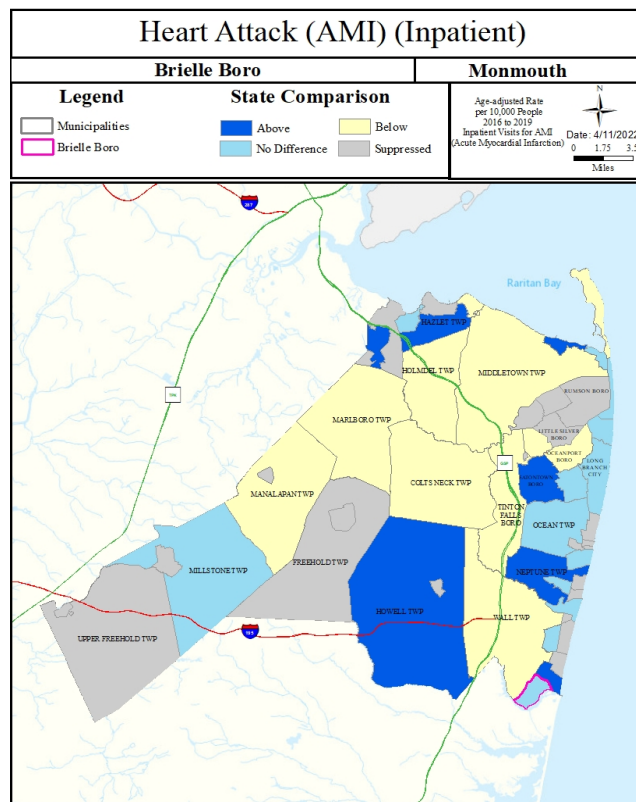 Heart Attack (AMI) (Inpatient)
Brielle Boro
Monmouth
Legend
Municipalities
Brielle Boro
State Comparison
Above
Below
No Difference
Suppressed
Age-adjusted Rate
per 10,000 People
2016 to 2019
Inpatient Visits for AMI
(Acute Myocardial Infarction)
N
Date: 4/11/2022
0 1.75 3.5
Miles
287
Raritan Bay
HAZLET TWP
HOLMDEL TWP
MIDDLETOWN TWP
RUMSON BORO
MARLBORO TWP
LITTLE SILVER
BORO
OCEANPORT
BORO
LONG
BRANCH
CITY
GSP
COLTS NECK TWP
MANALAPAN TWP
TINTON
FALLS
BORO
OCEAN TWP
FREEHOLD TWP
MILLSTONE TWP
NEPTUNE TWP
HOWELL TWP
WALL TWP
195
UPPER FREEHOLD TWP